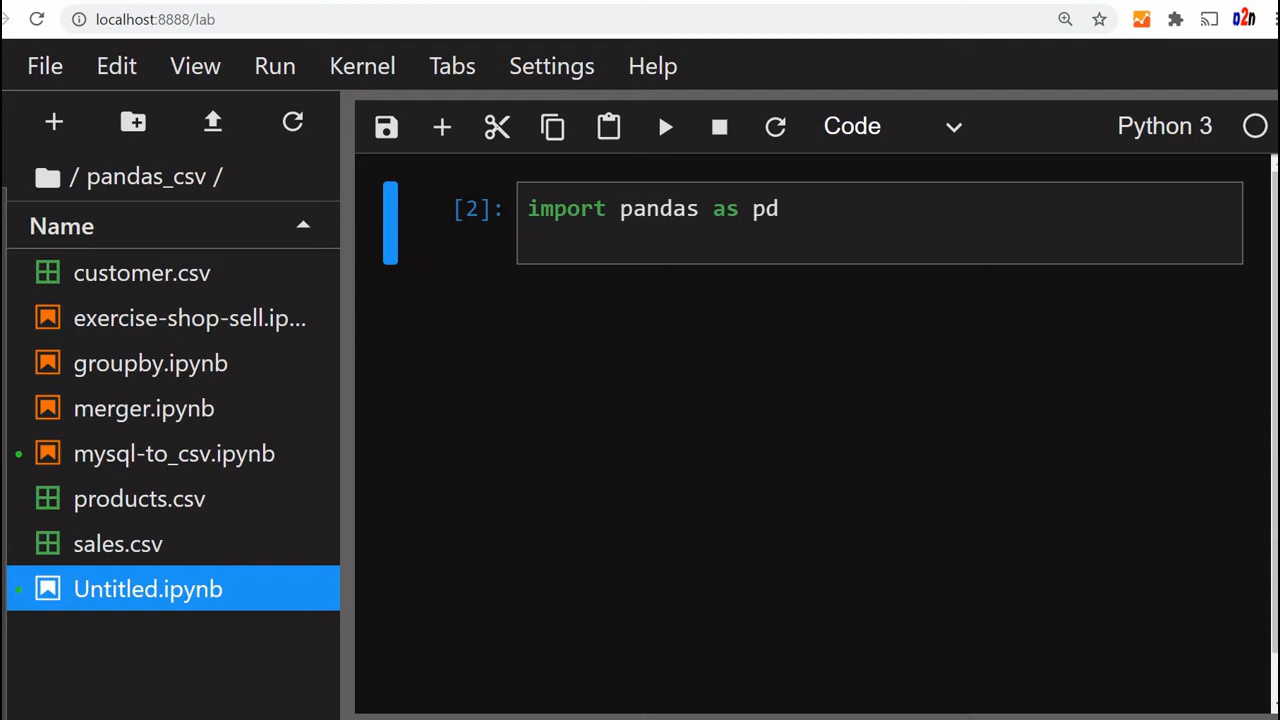 localhost:8888/lab
File Edit View Run Kernel Tabs Settings Help
Code Python 3
/ pandas_csv /
Name
customer.csv
exercise-shop-sell.ip...
groupby.ipynb
merger.ipynb
mysql-to_csv.ipynb
products.csv
sales.csv
Untitled.ipynb
[2]: import pandas as pd